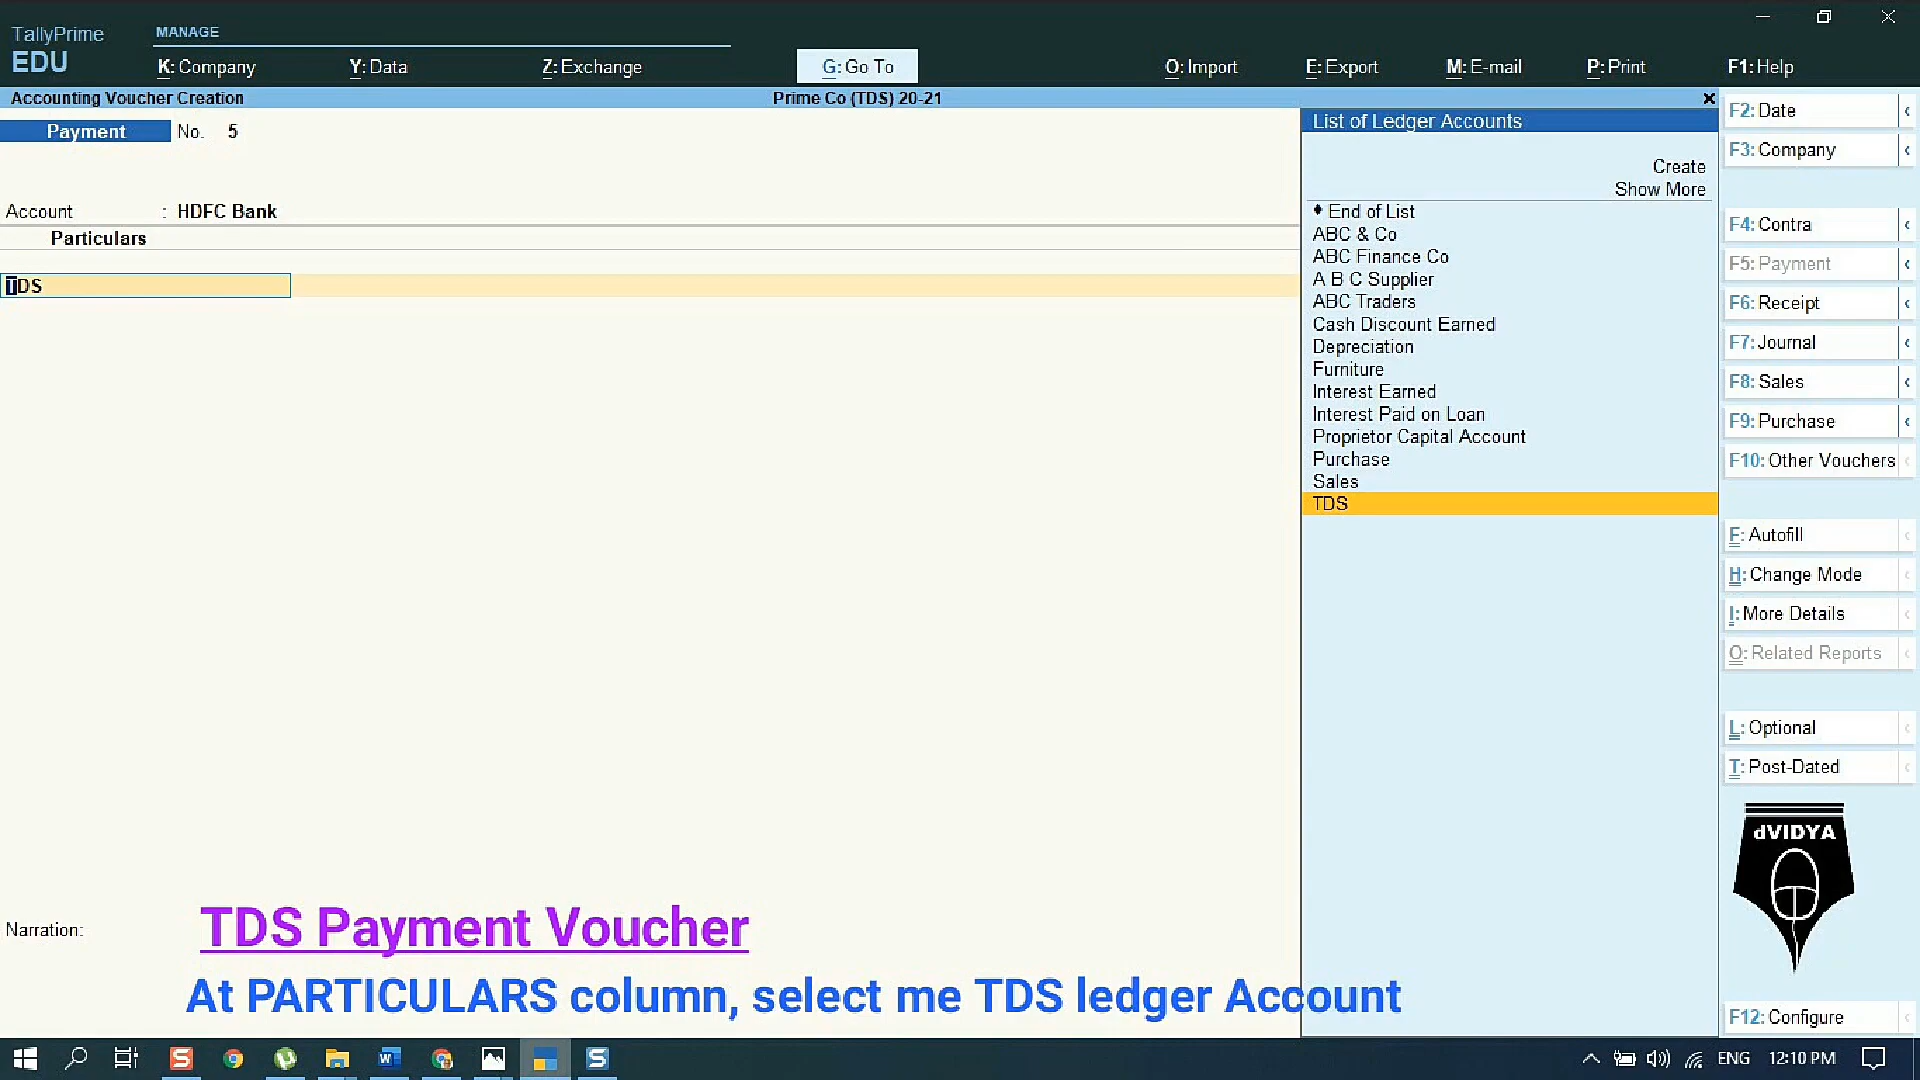 TallyPrime
EDU
MANAGE
K: Company
Y: Data
Z: Exchange
G: Go To
O: Import
E: Export
M: E-mail
P: Print
F1: Help
Accounting Voucher Creation
Prime Co (TDS) 20-21
Payment No. 5
Account : HDFC Bank
Particulars
TDS
List of Ledger Accounts
Create
Show More
End of List
ABC & Co
ABC Finance Co
A B C Supplier
ABC Traders
Cash Discount Earned
Depreciation
Furniture
Interest Earned
Interest Paid on Loan
Proprietor Capital Account
Purchase
Sales
TDS
F2: Date
F3: Company
F4: Contra
F5: Payment
F6: Receipt
F7: Journal
F8: Sales
F9: Purchase
F10: Other Vouchers
F: Autofill
H: Change Mode
I: More Details
O: Related Reports
L: Optional
T: Post-Dated
dVIDYA
F12: Configure
Narration:
TDS Payment Voucher
At PARTICULARS column, select me TDS ledger Account
ENG
12:10 PM